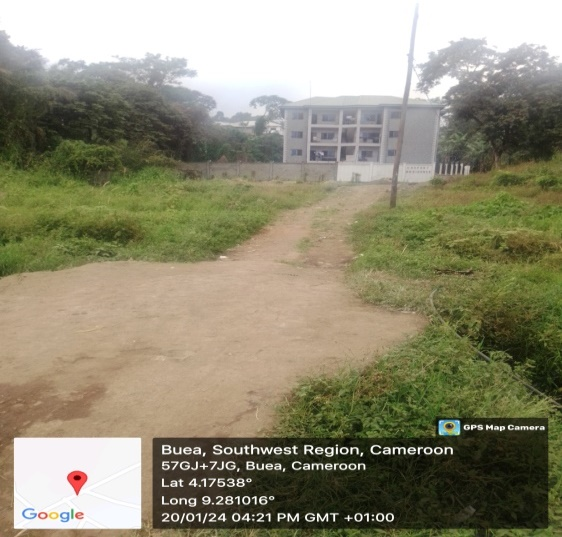 GPS Map Camera
Buea, Southwest Region, Cameroon
57GJ+7JG, Buea, Cameroon
Lat 4.17538°
Long 9.281016°
20/01/24 04:21 PM GMT +01:00
Google